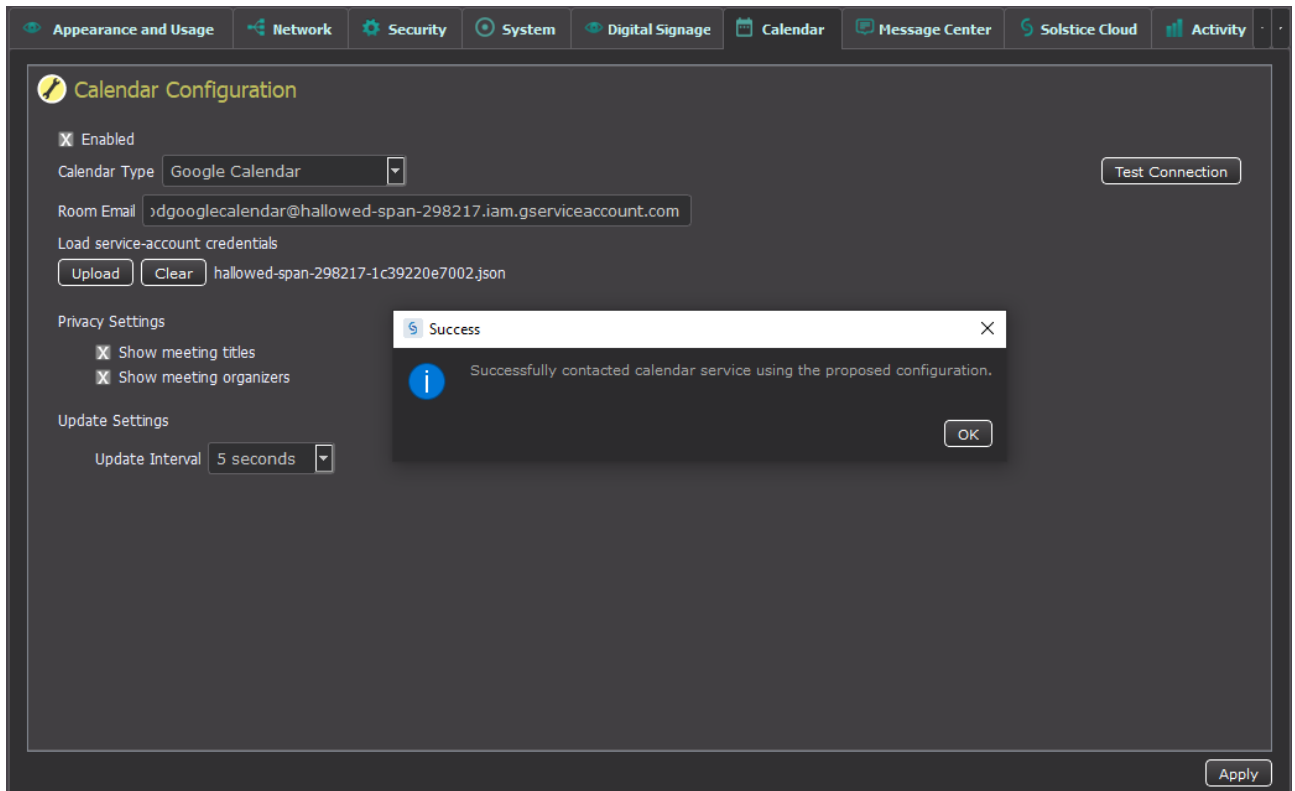 Appearance and Usage Network Security System Digital Signage Calendar Message Center Solstice Cloud Activity
Calendar Configuration
X Enabled
Calendar Type Google Calendar Test Connection
Room Email odgooglecalendar@hallowed-span-298217.iam.gserviceaccount.com
Load service-account credentials
Upload Clear hallowed-span-298217-1c39220e7002.json
Privacy Settings
X Show meeting titles
X Show meeting organizers
Update Settings
Update Interval 5 seconds
Success
Successfully contacted calendar service using the proposed configuration.
OK
Apply